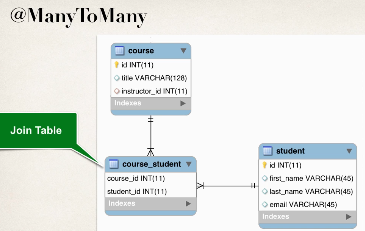 @ManyToMany
course
id INT(11)
title VARCHAR(128)
instructor_id INT(11)
Indexes
Join Table
course_student
course_id INT(11)
student_id INT(11)
Indexes
student
id INT(11)
first_name VARCHAR(45)
last_name VARCHAR(45)
email VARCHAR(45)
Indexes